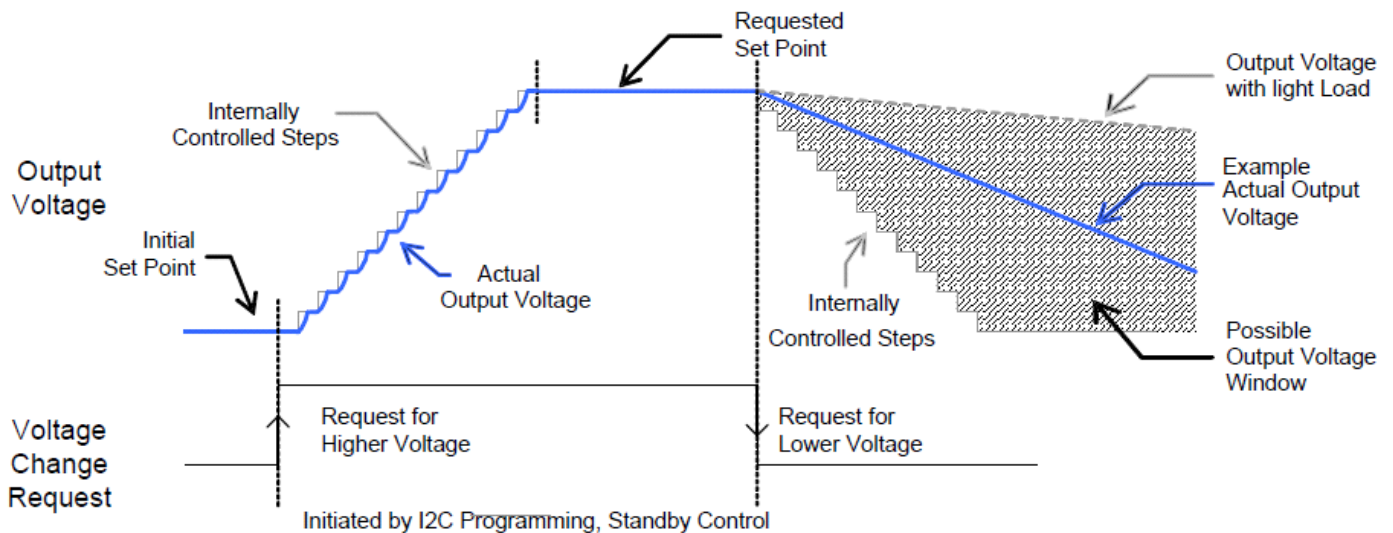 Requested
Set Point
Output Voltage
with light Load
Internally
Controlled Steps
Output
Voltage
Example
Actual Output
Voltage
Initial
Set Point
Actual
Output Voltage
Internally
Controlled Steps
Possible
Output Voltage
Window
Voltage
Change
Request
Request for
Higher Voltage
Request for
Lower Voltage
Initiated by I2C Programming, Standby Control